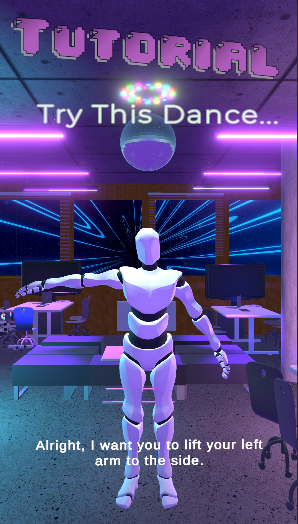 TUTORIAL
Try This Dance...
Alright, I want you to lift your left
arm to the side.